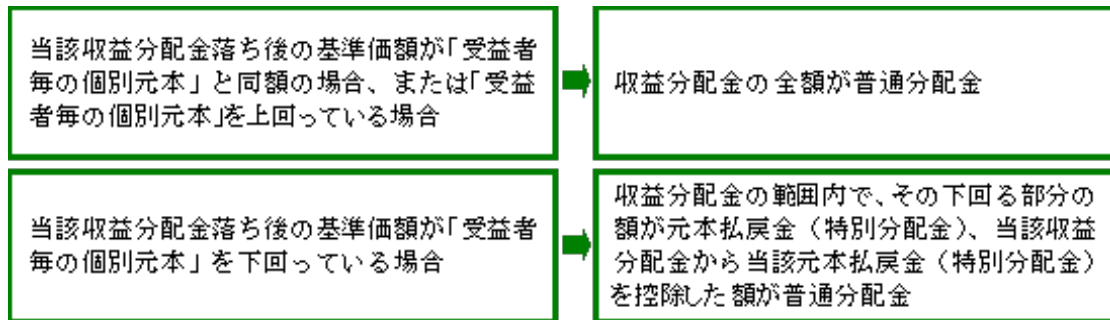 当該収益分配金落ち後の基準価額が「受益者
毎の個別元本」と同額の場合、または「受益
者毎の個別元本」を上回っている場合
収益分配金の全額が普通分配金
当該収益分配金落ち後の基準価額が「受益者
毎の個別元本」を下回っている場合
収益分配金の範囲内で、その下回る部分の
額が元本払戻金（特別分配金）、当該収益
分配金から当該元本払戻金（特別分配金）
を控除した額が普通分配金